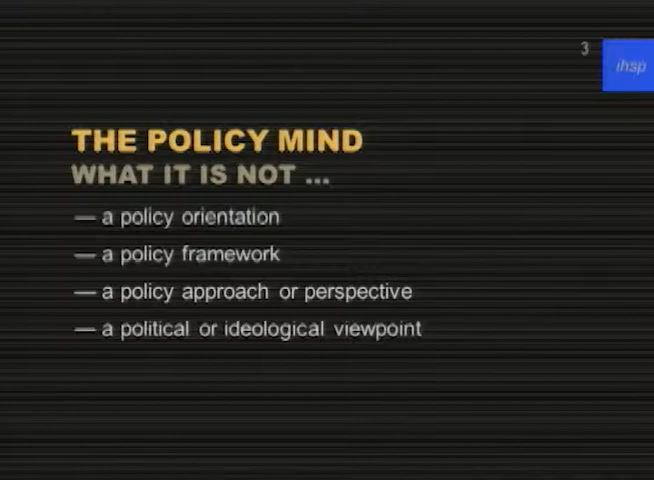 3
ihsp
THE POLICY MIND
WHAT IT IS NOT ...
— a policy orientation
— a policy framework
— a policy approach or perspective
— a political or ideological viewpoint